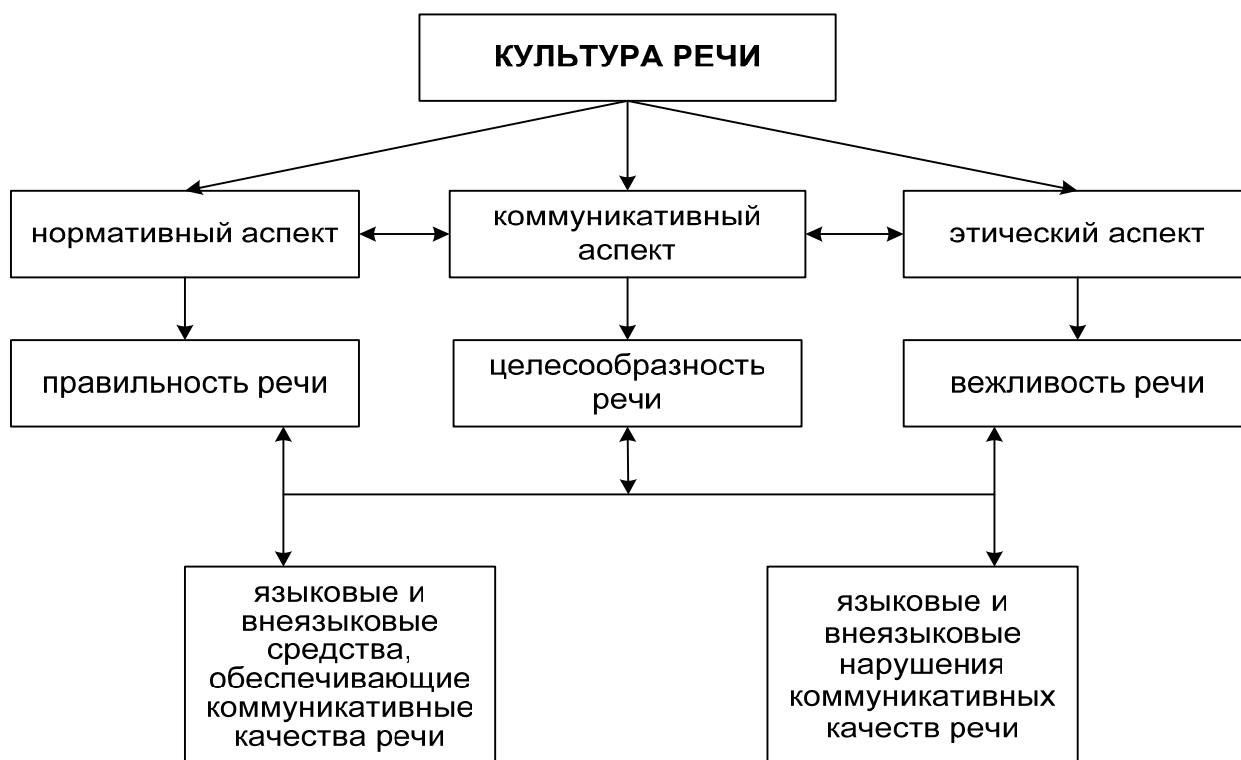 КУЛЬТУРА РЕЧИ
нормативный аспект
коммуникативный
аспект
этический аспект
правильность речи
целесообразность
речи
вежливость речи
языковые и
внеязыковые
средства,
обеспечивающие
коммуникативные
качества речи
языковые и
внеязыковые
нарушения
коммуникативных
качеств речи